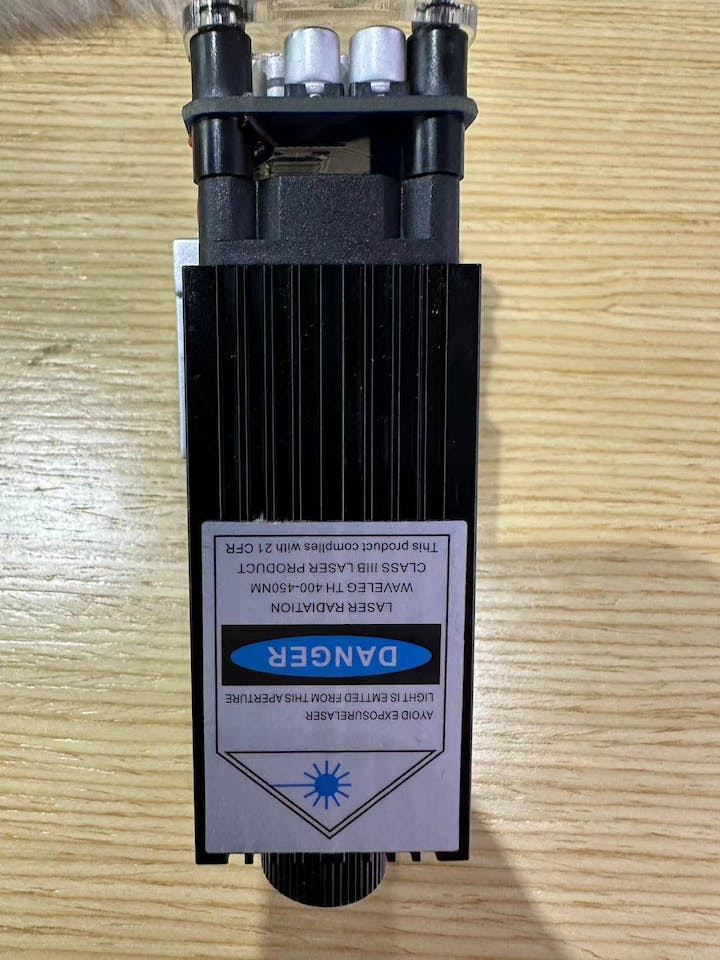 AYOID EXPOSURELASER
LIGHT IS EMTTED FROM THIS APERTURE
DANGER
LASER RADIATION
WAVELEG TH 400-450NM
CLASS IIIB LASER PRODUCT
This product complies with 21 CFR